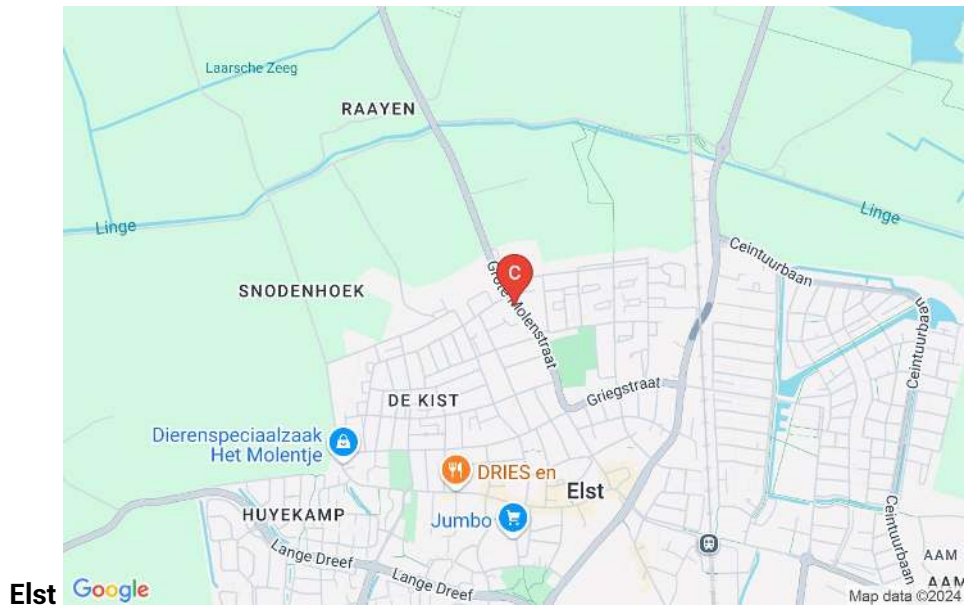 Laarsche Zeeg
RAAYEN
Linge
Linge
Ceintuurbaan
SNODENHOEK
C
Grote Molenstraat
Ceintuurbaan
Griegstraat
DE KIST
Dierenspeciaalzaak
Het Molentje
DRIES en
Elst
Jumbo
HUYEKAMP
Lange Dreef
Lange Dreef
Ceintuurbaan
AAM
AAM
Elst
Google
Map data ©2024